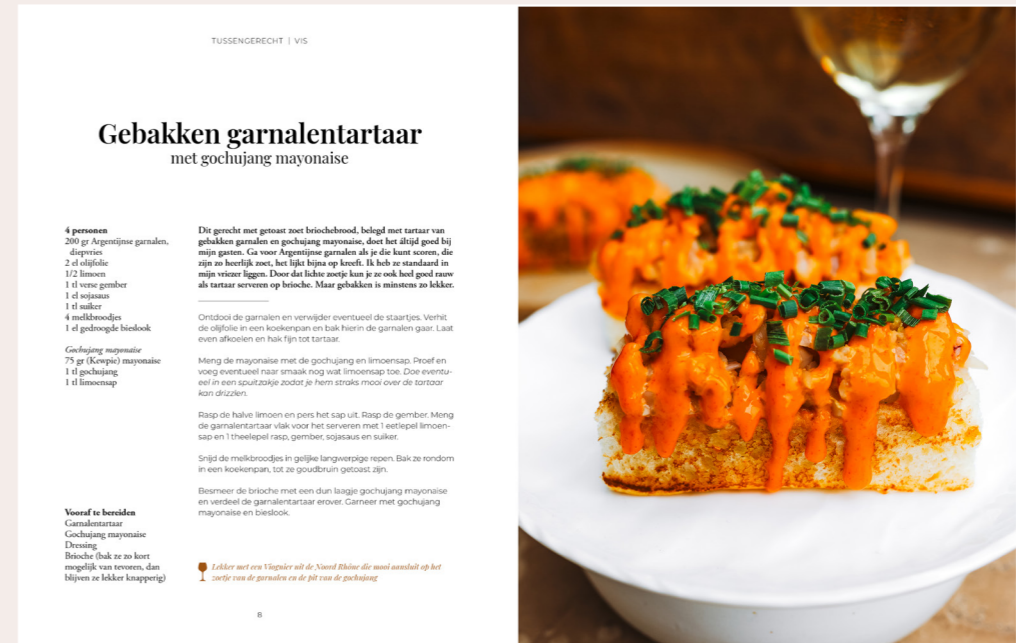 TUSSENGERECHT | VIS
Gebakken garnalentartaar
met gochujang mayonaise
4 personen
200 gr Argentijnse garnalen,
diepvries
2 el olijfolie
1/2 limoen
1 tl verse gember
1 el sojasaus
1 tl suiker
4 melkbroodjes
1 el gedroogde bieslook
Gochujang mayonaise
75 gr (Kewpie) mayonaise
1 tl gochujang
1 tl limoensap
Vooraf te bereiden
Garnalentartaar
Gochujang mayonaise
Dressing
Brioche (bak ze zo kort
mogelijk van tevoren, dan
blijven ze lekker knapperig)
Dit gerecht met getoast zoet briochebrood, belegd met tartaar van
gebakken garnalen en gochujang mayonaise, doet het áltijd goed bij
mijn gasten. Ga voor Argentijnse garnalen als je die kunt scoren, die
zijn zo heerlijk zoet, het lijkt bijna op kreeft. Ik heb ze standaard in
mijn vriezer liggen. Door dat lichte zoetje kun je ze ook heel goed rauw
als tartaar serveren op brioche. Maar gebakken is minstens zo lekker.
Ontdooi de garnalen en verwijder eventueel de staartjes. Verhit
de olijfolie in een koekenpan en bak hierin de garnalen gaar. Laat
even afkoelen en hak fijn tot tartaar.
Meng de mayonaise met de gochujang en limoensap. Proef en
voeg eventueel naar smaak nog wat limoensap toe. Doe eventu-
eel in een spuitzakje zodat je hem straks mooi over de tartaar
kan drizzlen.
Rasp de halve limoen en pers het sap uit. Rasp de gember. Meng
de garnalentartaar vlak voor het serveren met 1 eetlepel limoen-
sap en 1 theelepel rasp, gember, sojasaus en suiker.
Snijd de melkbroodjes in gelijke langwerpige repen. Bak ze rondom
in een koekenpan, tot ze goudbruin getoast zijn.
Besmeer de brioche met een dun laagje gochujang mayonaise
en verdeel de garnalentartaar erover. Garneer met gochujang
mayonaise en bieslook.
Lekker met een Viognier uit de Noord Rhône die mooi aansluit op het
zoetje van de garnalen en de pit van de gochujang
8